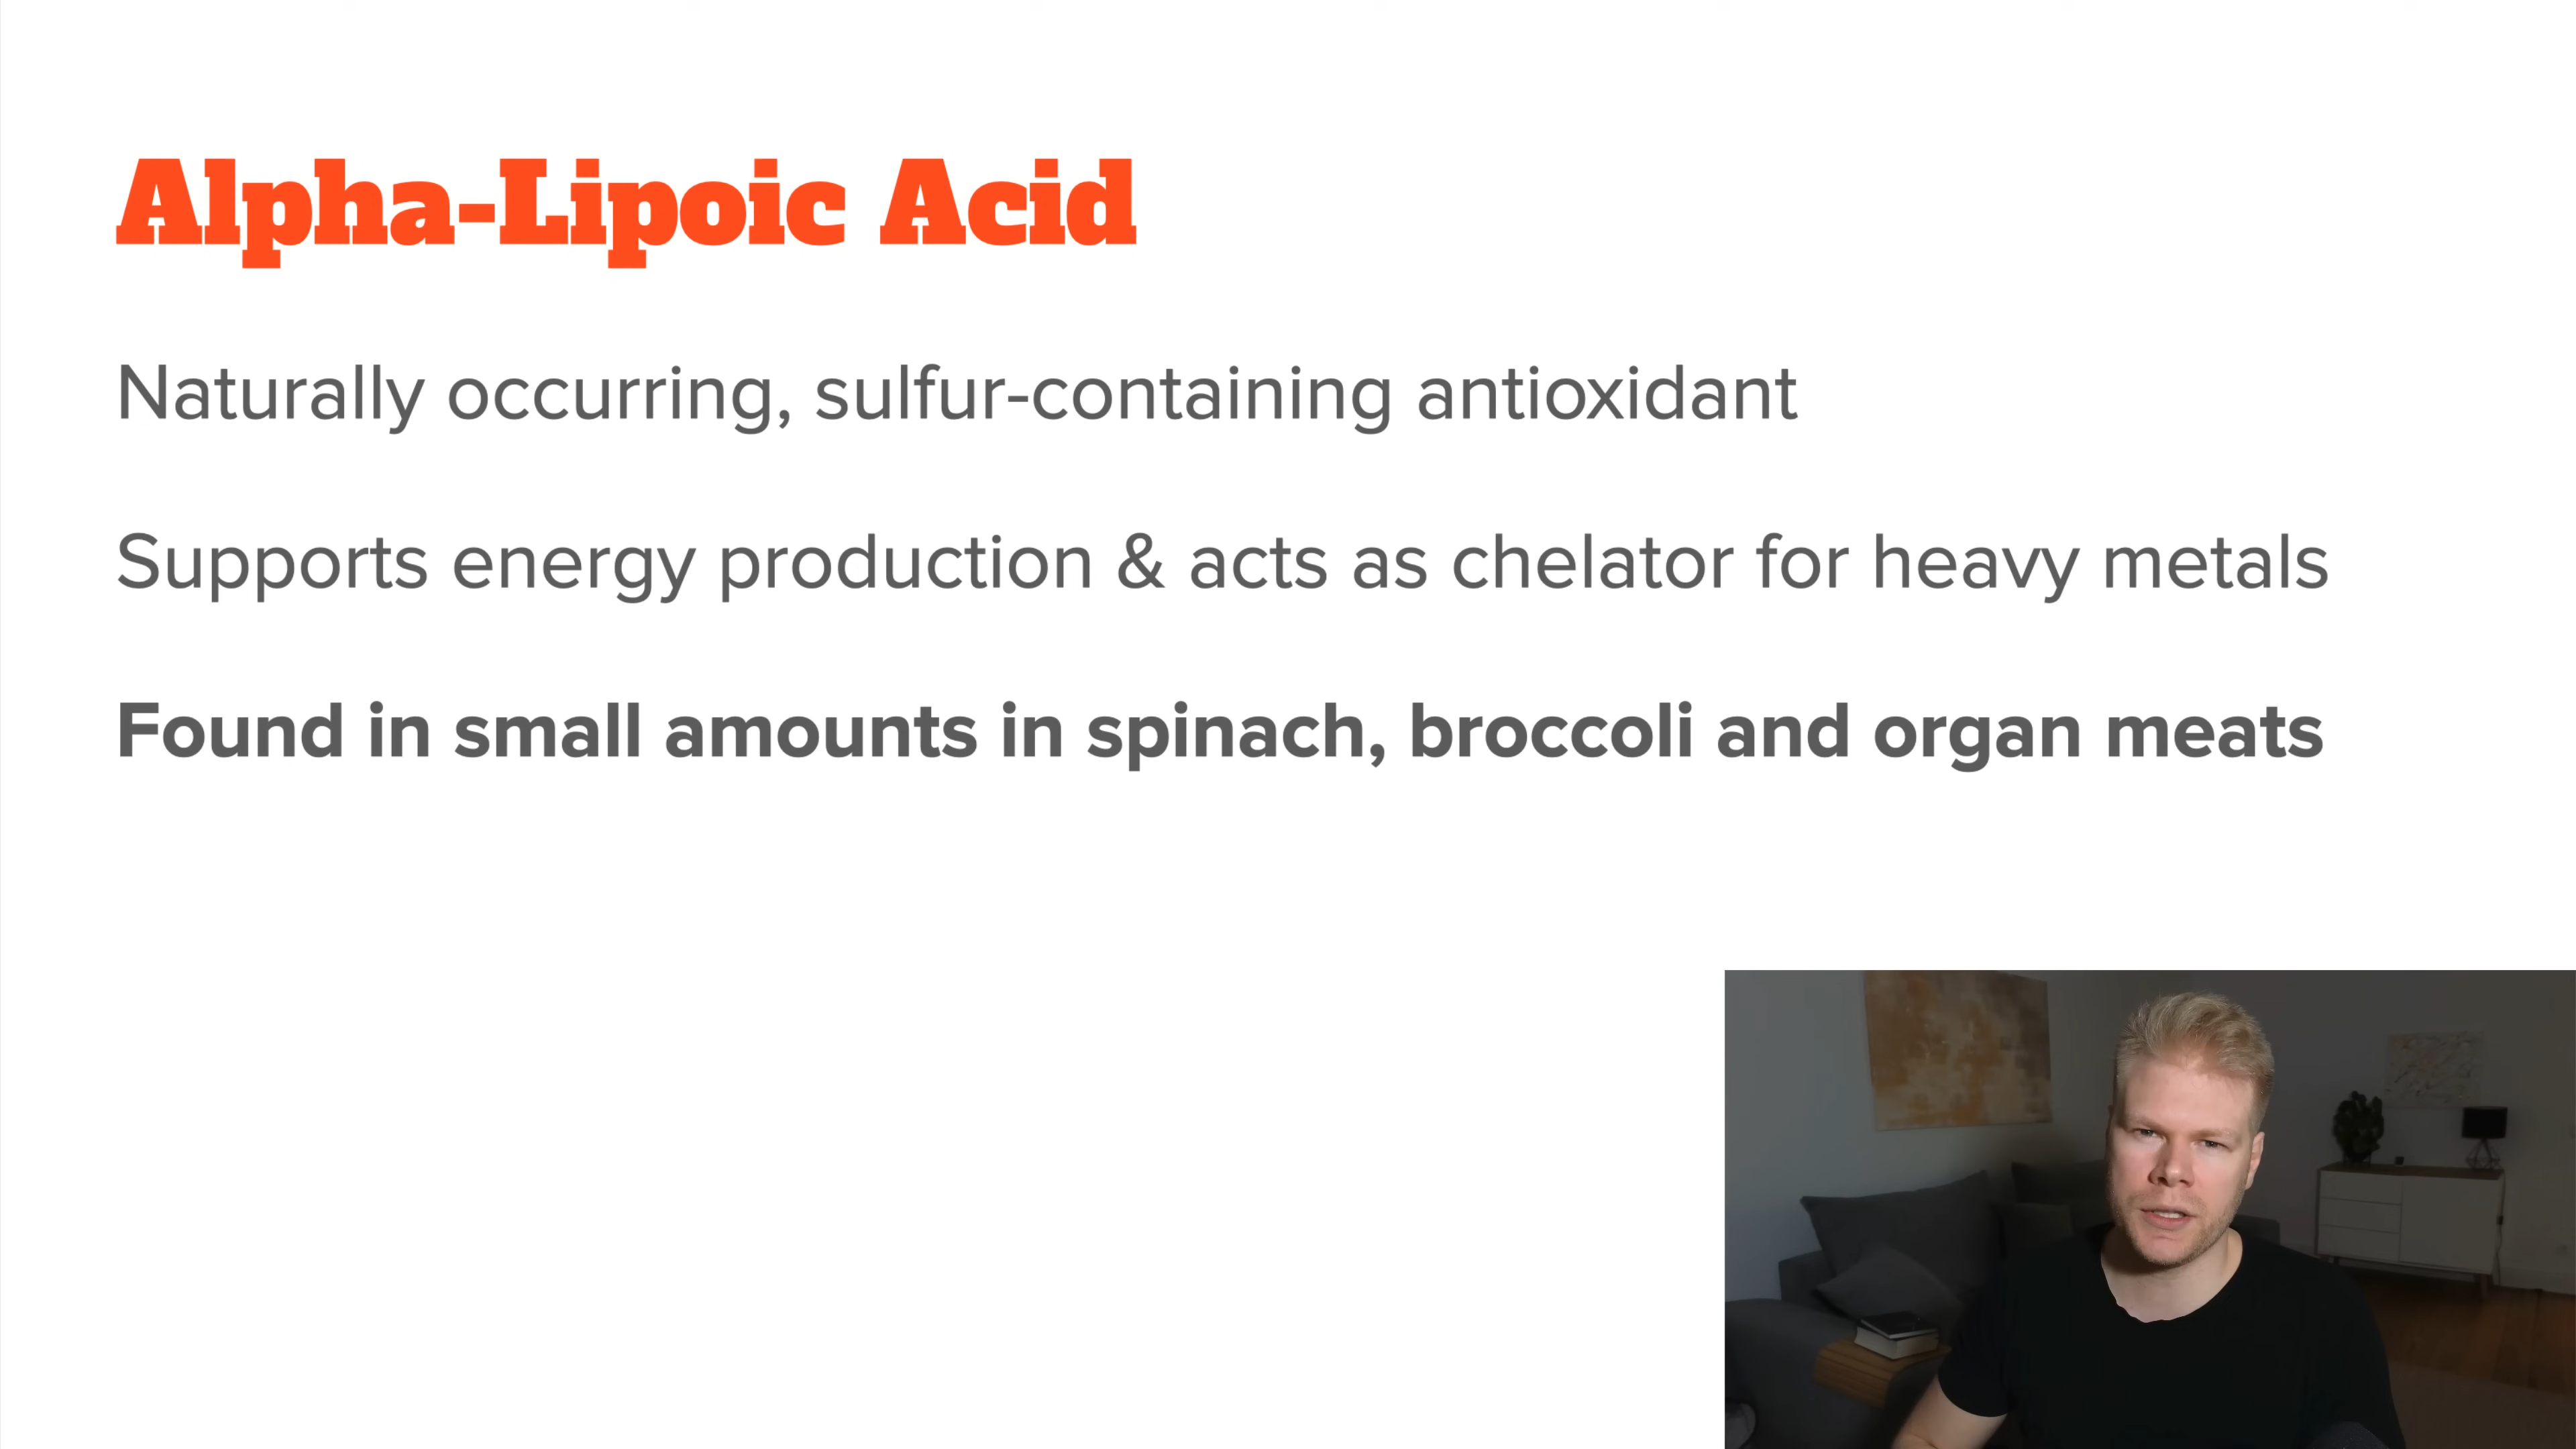 Alpha-Lipoic Acid
Naturally occurring, sulfur-containing antioxidant
Supports energy production & acts as chelator for heavy metals
Found in small amounts in spinach, broccoli and organ meats